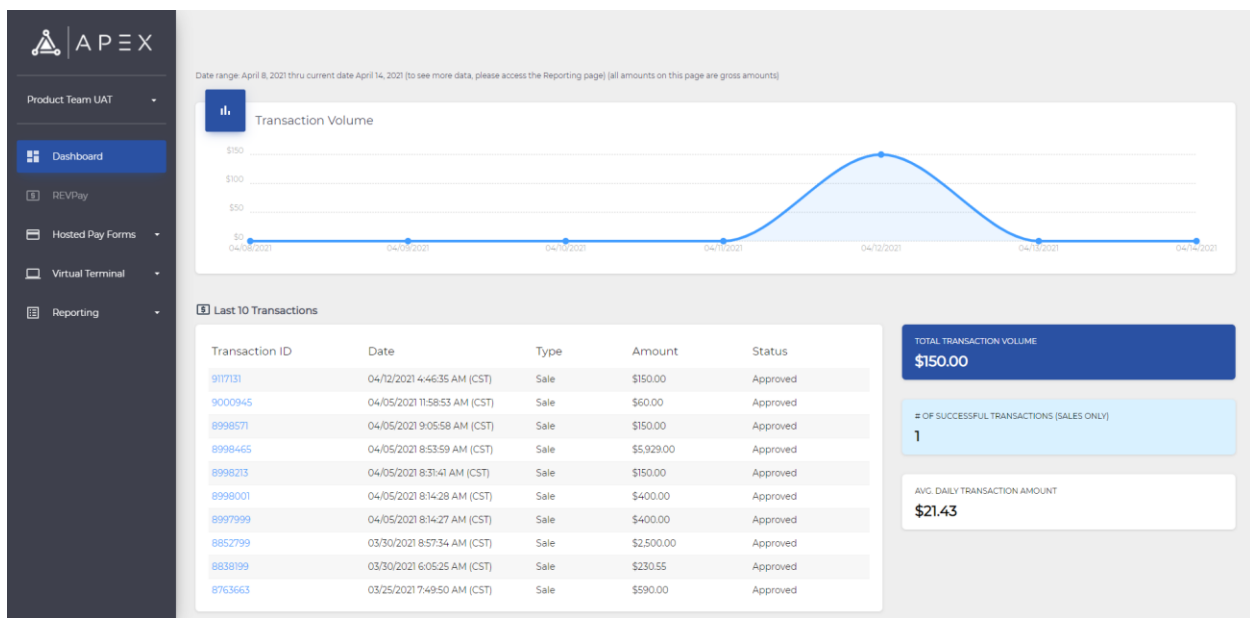 APEX
Product Team UAT
Dashboard
REVPay
Hosted Pay Forms
Virtual Terminal
Reporting
Date range: April 8, 2021 thru current date April 14, 2021 (to see more data, please access the Reporting page) (all amounts on this page are gross amounts)
Transaction Volume
$150
$100
$50
$0
04/08/2021 04/09/2021 04/10/2021 04/11/2021 04/12/2021 04/13/2021 04/14/2021
Last 10 Transactions
Transaction ID Date Type Amount Status
9117131 04/12/2021 4:46:35 AM (CST) Sale $150.00 Approved
9000945 04/05/2021 11:58:53 AM (CST) Sale $60.00 Approved
8998571 04/05/2021 9:05:58 AM (CST) Sale $150.00 Approved
8998465 04/05/2021 8:53:59 AM (CST) Sale $5,929.00 Approved
8998213 04/05/2021 8:31:41 AM (CST) Sale $150.00 Approved
8998001 04/05/2021 8:14:28 AM (CST) Sale $400.00 Approved
8997999 04/05/2021 8:14:27 AM (CST) Sale $400.00 Approved
8852799 03/30/2021 8:57:34 AM (CST) Sale $2,500.00 Approved
8838199 03/30/2021 6:05:25 AM (CST) Sale $230.55 Approved
8763663 03/25/2021 7:49:50 AM (CST) Sale $590.00 Approved
TOTAL TRANSACTION VOLUME
$150.00
# OF SUCCESSFUL TRANSACTIONS (SALES ONLY)
1
AVG. DAILY TRANSACTION AMOUNT
$21.43